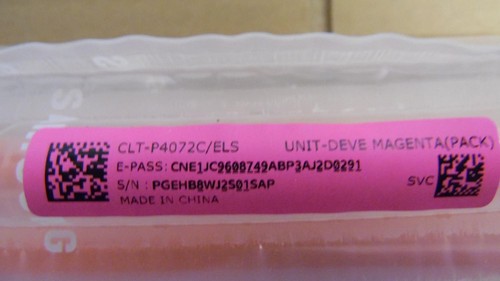 CLT-P4072C/ELS UNIT-DEVE MAGENTA(PACK)
E-PASS: CNE1JC9608749ABP3AJ2D0291
S/N : PGEHB8WJ2501SAP
SVC
MADE IN CHINA